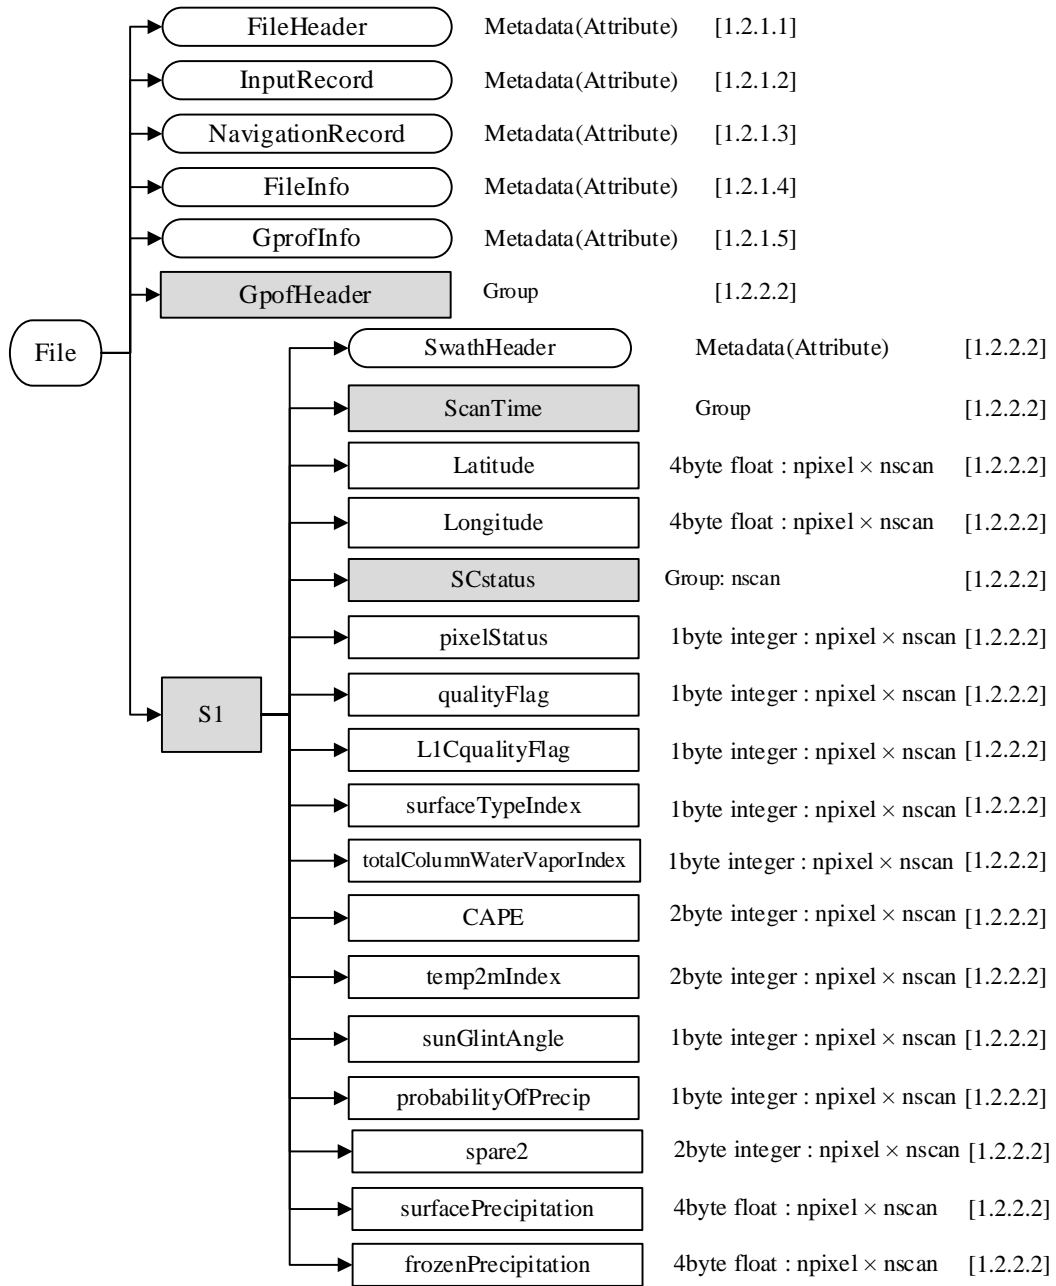 FileHeader Metadata(Attribute) [1.2.1.1]
InputRecord Metadata(Attribute) [1.2.1.2]
NavigationRecord Metadata(Attribute) [1.2.1.3]
FileInfo Metadata(Attribute) [1.2.1.4]
GprofInfo Metadata(Attribute) [1.2.1.5]
GpofHeader Group [1.2.2.2]
File
SwathHeader Metadata(Attribute) [1.2.2.2]
ScanTime Group [1.2.2.2]
Latitude 4byte float : npixel × nscan [1.2.2.2]
Longitude 4byte float : npixel × nscan [1.2.2.2]
SCstatus Group: nscan [1.2.2.2]
pixelStatus 1byte integer : npixel × nscan [1.2.2.2]
S1
qualityFlag 1byte integer : npixel × nscan [1.2.2.2]
L1CqualityFlag 1byte integer : npixel × nscan [1.2.2.2]
surfaceTypeIndex 1byte integer : npixel × nscan [1.2.2.2]
totalColumnWaterVaporIndex 1byte integer : npixel × nscan [1.2.2.2]
CAPE 2byte integer : npixel × nscan [1.2.2.2]
temp2mIndex 2byte integer : npixel × nscan [1.2.2.2]
sunGlintAngle 1byte integer : npixel × nscan [1.2.2.2]
probabilityOfPrecip 1byte integer : npixel × nscan [1.2.2.2]
spare2 2byte integer : npixel × nscan [1.2.2.2]
surfacePrecipitation 4byte float : npixel × nscan [1.2.2.2]
frozenPrecipitation 4byte float : npixel × nscan [1.2.2.2]